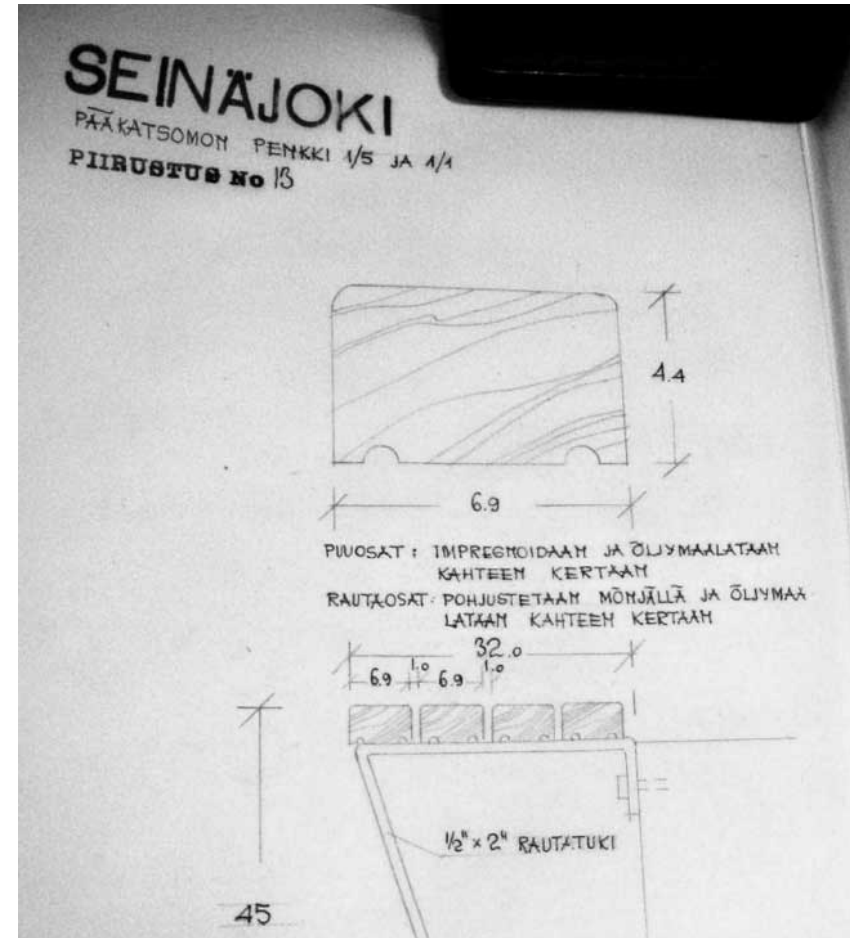 SEINÄJOKI
PÄÄKATSOMON PENKKI 1/5 JA 1/1
PIIRUSTUS No 13
4.4
6.9
PUUOSAT: IMPREGNOIDAAN JA ÖLJYMAALATAAN
KAHTEEN KERTAAN
RAUTAOSAT: POHJUSTETAAN MÖNJÄLLÄ JA ÖLJYMAA
LATAAN KAHTEEN KERTAAN
32.0
6.9 1.0 6.9 1.0
1/2" x 2" RAUTATUKI
45